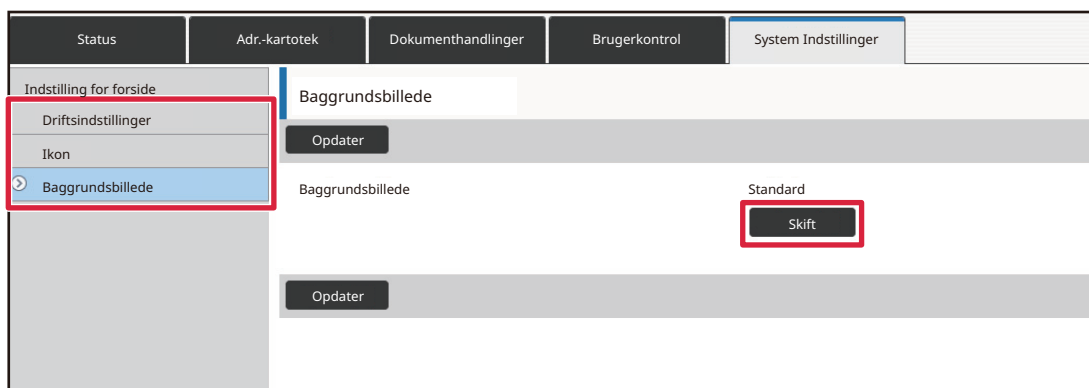 Status Adr.-kartotek Dokumenthandlinger Brugerkontrol System Indstillinger
Indstilling for forside
Driftsindstillinger
Ikon
Baggrundsbillede
Baggrundsbillede
Opdater
Baggrundsbillede Standard
Skift
Opdater